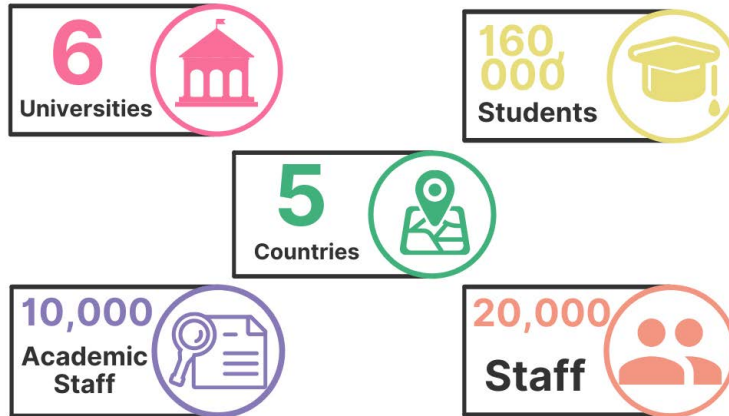 6
Universities
160,
000
Students
5
Countries
10,000
Academic
Staff
20,000
Staff